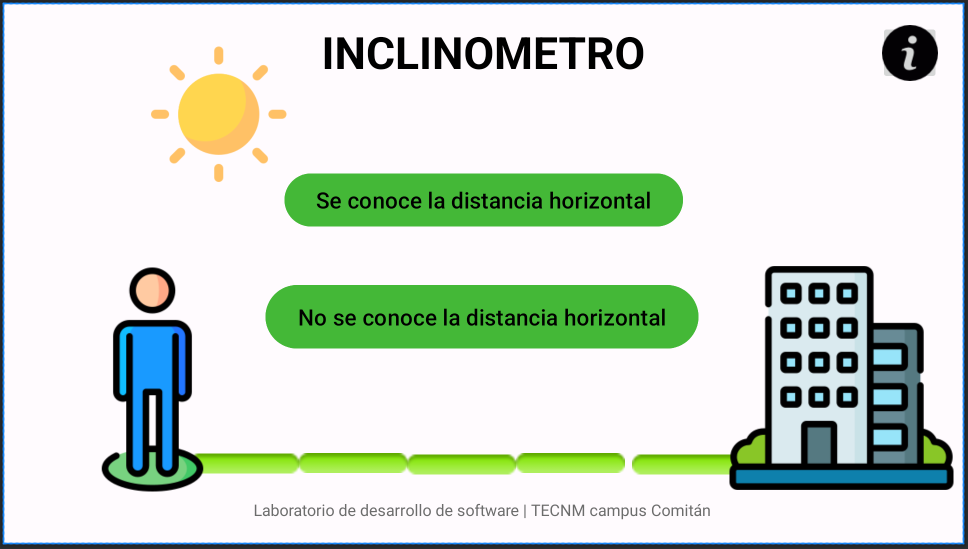 INCLINOMETRO
i
Se conoce la distancia horizontal
No se conoce la distancia horizontal
Laboratorio de desarrollo de software | TECNM campus Comitán